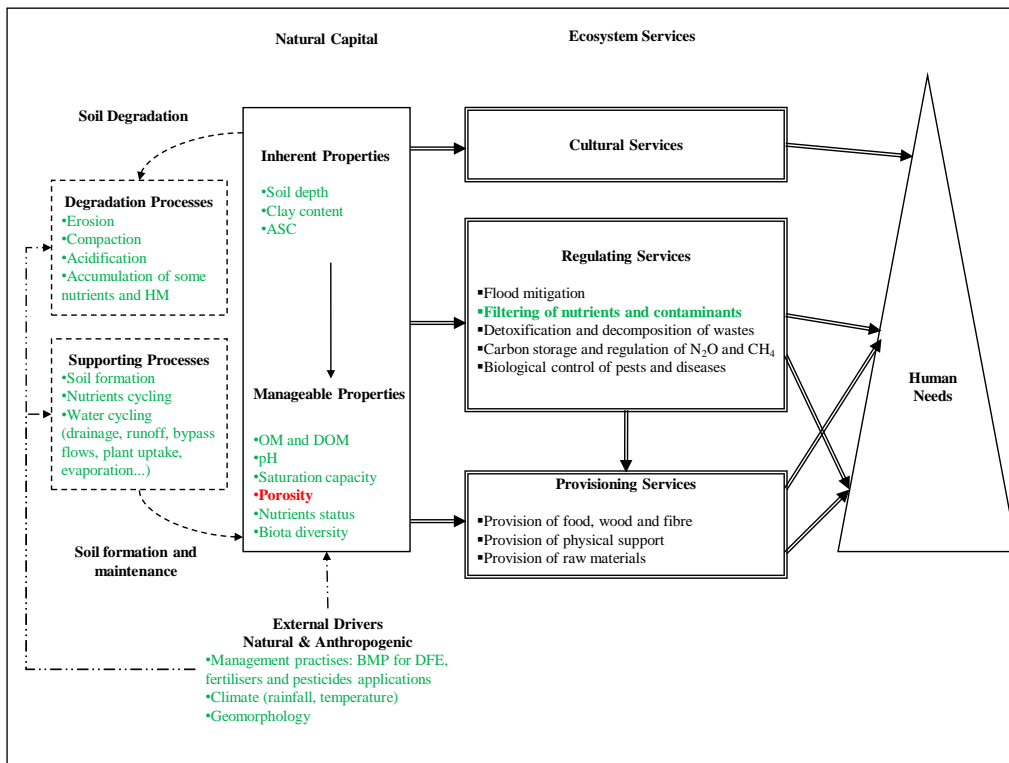 Natural Capital
Ecosystem Services
Soil Degradation
Degradation Processes
•Erosion
•Compaction
•Acidification
•Accumulation of some
nutrients and HM
Supporting Processes
•Soil formation
•Nutrients cycling
•Water cycling
(drainage, runoff, bypass
flows, plant uptake,
evaporation...)
Soil formation and
maintenance
Inherent Properties
•Soil depth
•Clay content
•ASC
Manageable Properties
•OM and DOM
•pH
•Saturation capacity
•Porosity
•Nutrients status
•Biota diversity
External Drivers
Natural & Anthropogenic
•Management practises: BMP for DFE,
fertilisers and pesticides applications
•Climate (rainfall, temperature)
•Geomorphology
Cultural Services
Regulating Services
▪Flood mitigation
▪Filtering of nutrients and contaminants
▪Detoxification and decomposition of wastes
▪Carbon storage and regulation of N₂O and CH₄
▪Biological control of pests and diseases
Provisioning Services
▪Provision of food, wood and fibre
▪Provision of physical support
▪Provision of raw materials
Human
Needs